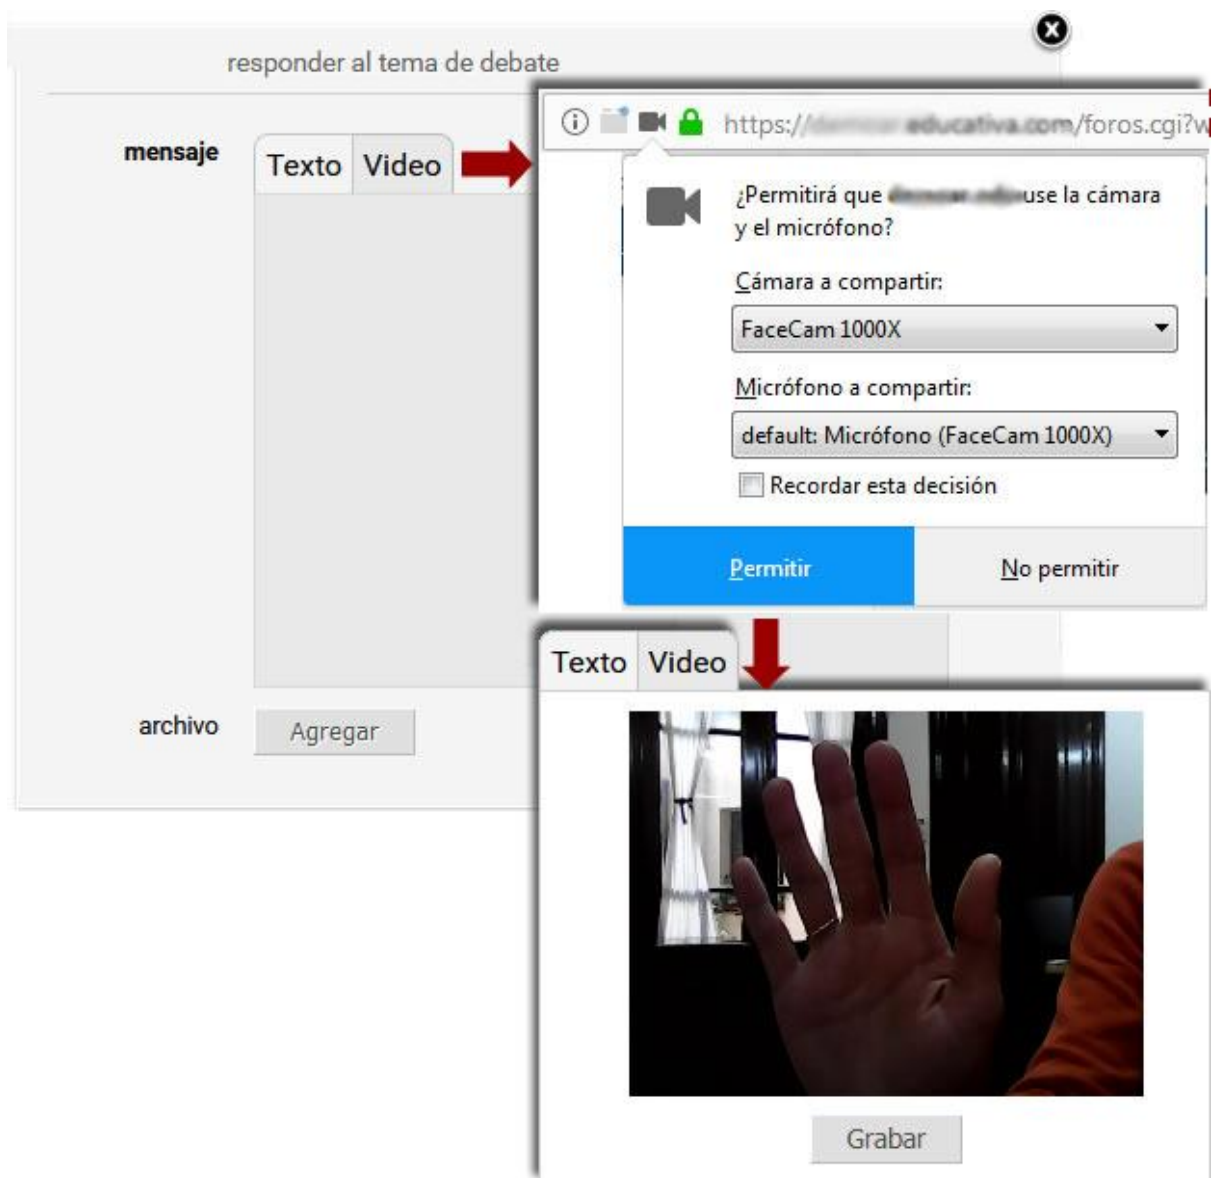 responder al tema de debate
mensaje
Texto Video
https:// educativa.com/foros.cgi?w
¿Permitirá que use la cámara
y el micrófono?
Cámara a compartir:
FaceCam 1000X
Micrófono a compartir:
default: Micrófono (FaceCam 1000X)
Recordar esta decisión
Permitir No permitir
Texto Video
archivo Agregar
Grabar